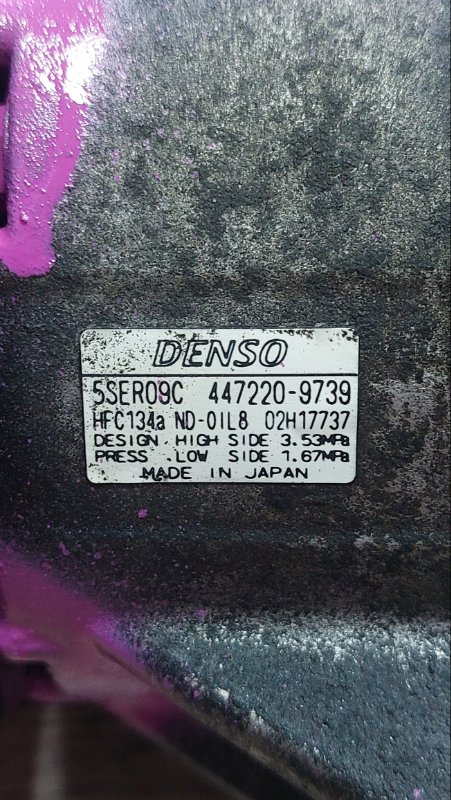 DENSO
5SER09C 447220-9739
HFC134a ND-OIL8 02H17737
DESIGN. HIGH SIDE 3.53MPa
PRESS .LOW SIDE 1.67MPa
MADE IN JAPAN